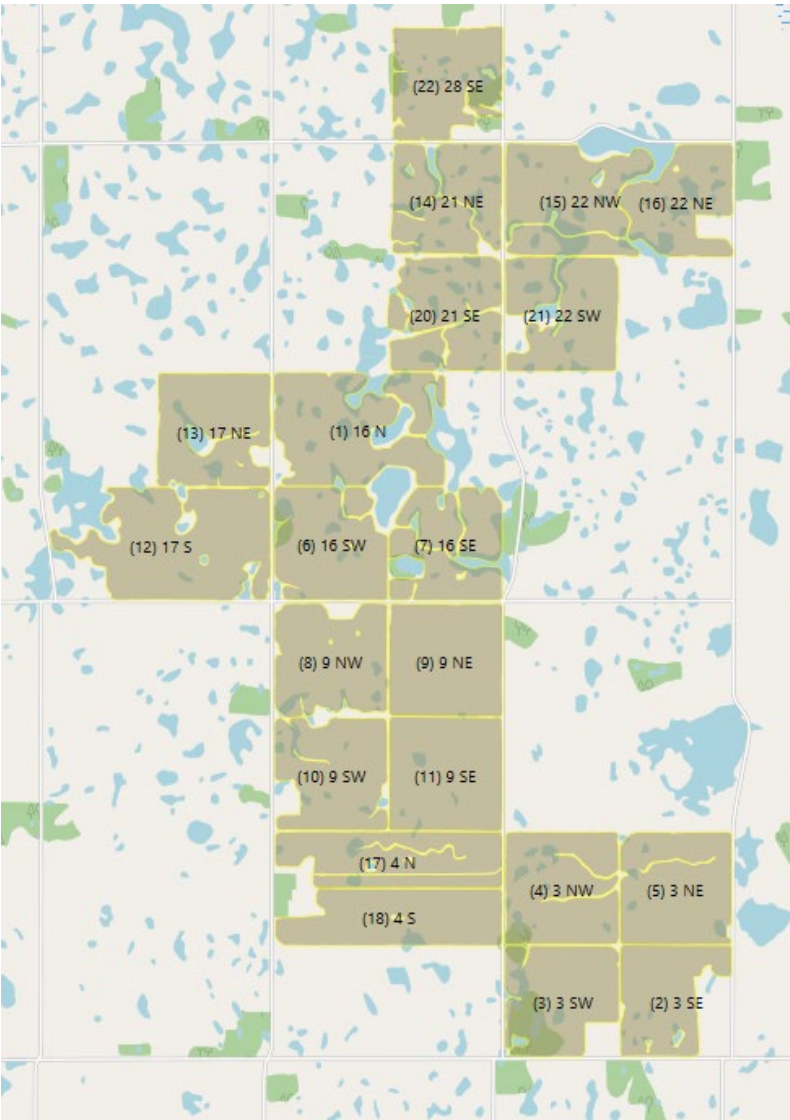 (22) 28 SE
(14) 21 NE
(15) 22 NW
(16) 22 NE
(20) 21 SE
(21) 22 SW
(13) 17 NE
(1) 16 N
(12) 17 S
(6) 16 SW
(7) 16 SE
(8) 9 NW
(9) 9 NE
(10) 9 SW
(11) 9 SE
(17) 4 N
(4) 3 NW
(5) 3 NE
(18) 4 S
(3) 3 SW
(2) 3 SE